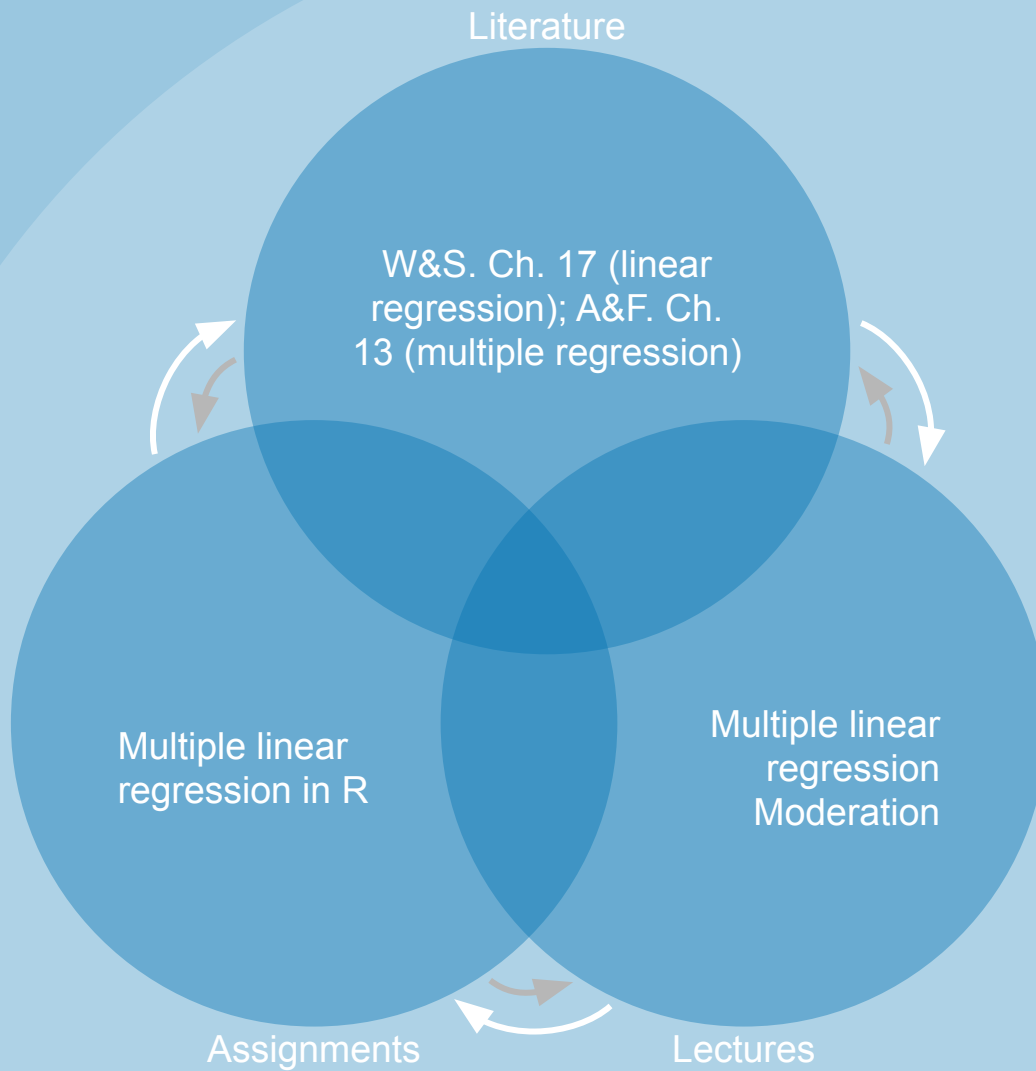 Literature
W&S. Ch. 17 (linear
regression); A&F. Ch.
13 (multiple regression)
Multiple linear
regression in R
Multiple linear
regression
Moderation
Assignments
Lectures